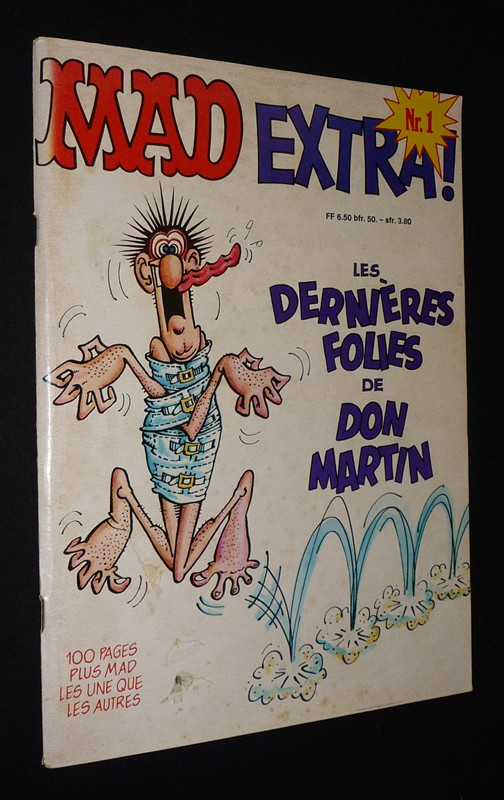 MAD
EXTRA!
Nr. 1
FF 6.50 bfr. 50. – sfr. 3.80
LES
DERNIÈRES
FOLIES
DE
DON
MARTIN
100 PAGES
PLUS MAD
LES UNE QUE
LES AUTRES